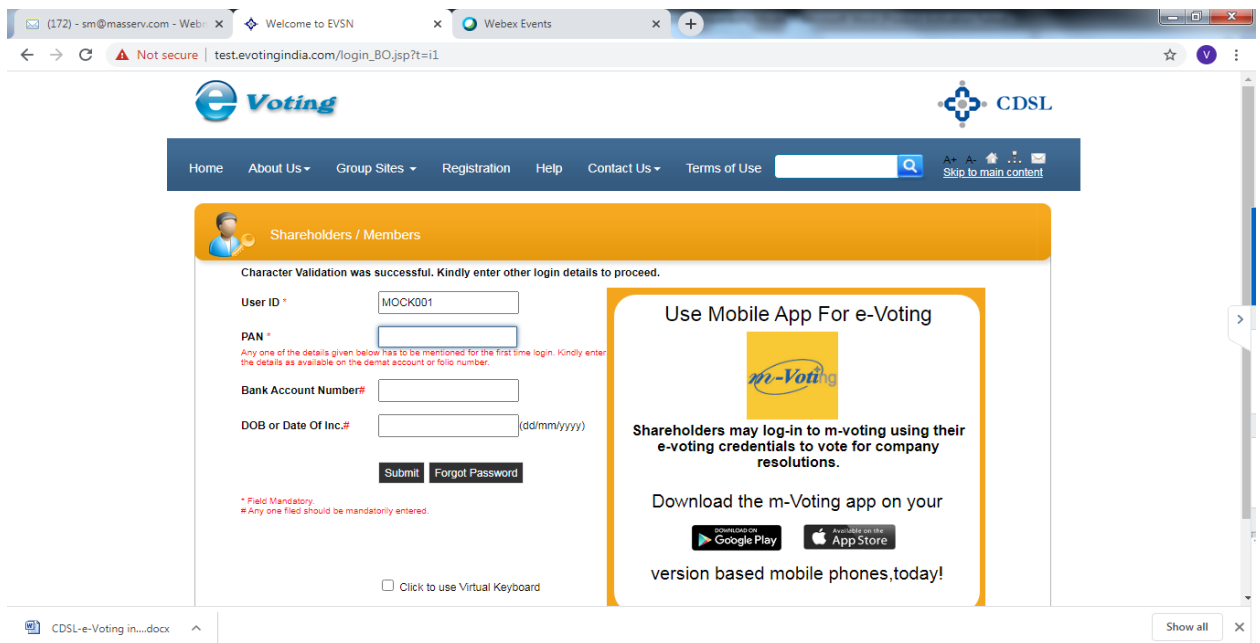 (172) - sm@masserv.com - Web
Welcome to EVSN
Webex Events
Not secure | test.evotingindia.com/login_BO.jsp?t=i1
V
e Voting
CDSL
Home About Us Group Sites Registration Help Contact Us Terms of Use
A+ A-
Skip to main content
Shareholders / Members
Character Validation was successful. Kindly enter other login details to proceed.
User ID *
MOCK001
PAN *
Any one of the details given below has to be mentioned for the first time login. Kindly enter
the details as available on the demat account or folio number.
Bank Account Number#
DOB or Date Of Inc.#
(dd/mm/yyyy)
Submit Forgot Password
* Field Mandatory.
# Any one filed should be mandatorily entered.
Click to use Virtual Keyboard
Use Mobile App For e-Voting
m-Voting
Shareholders may log-in to m-voting using their
e-voting credentials to vote for company
resolutions.
Download the m-Voting app on your
DOWNLOAD ON
Google Play
Available on the
App Store
version based mobile phones,today!
CDSL-e-Voting in....docx
Show all